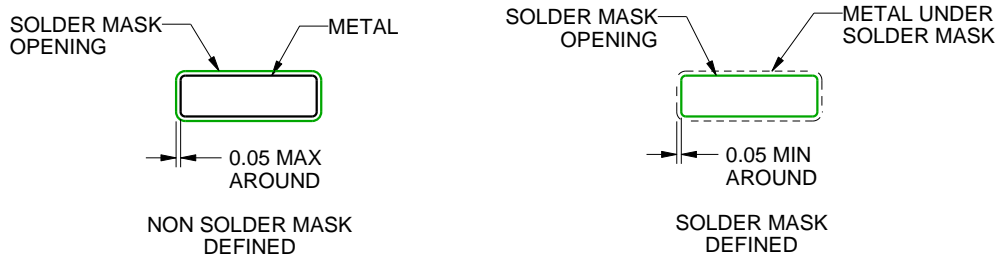 SOLDER MASK
OPENING
METAL
0.05 MAX
AROUND
NON SOLDER MASK
DEFINED
SOLDER MASK
OPENING
METAL UNDER
SOLDER MASK
0.05 MIN
AROUND
SOLDER MASK
DEFINED